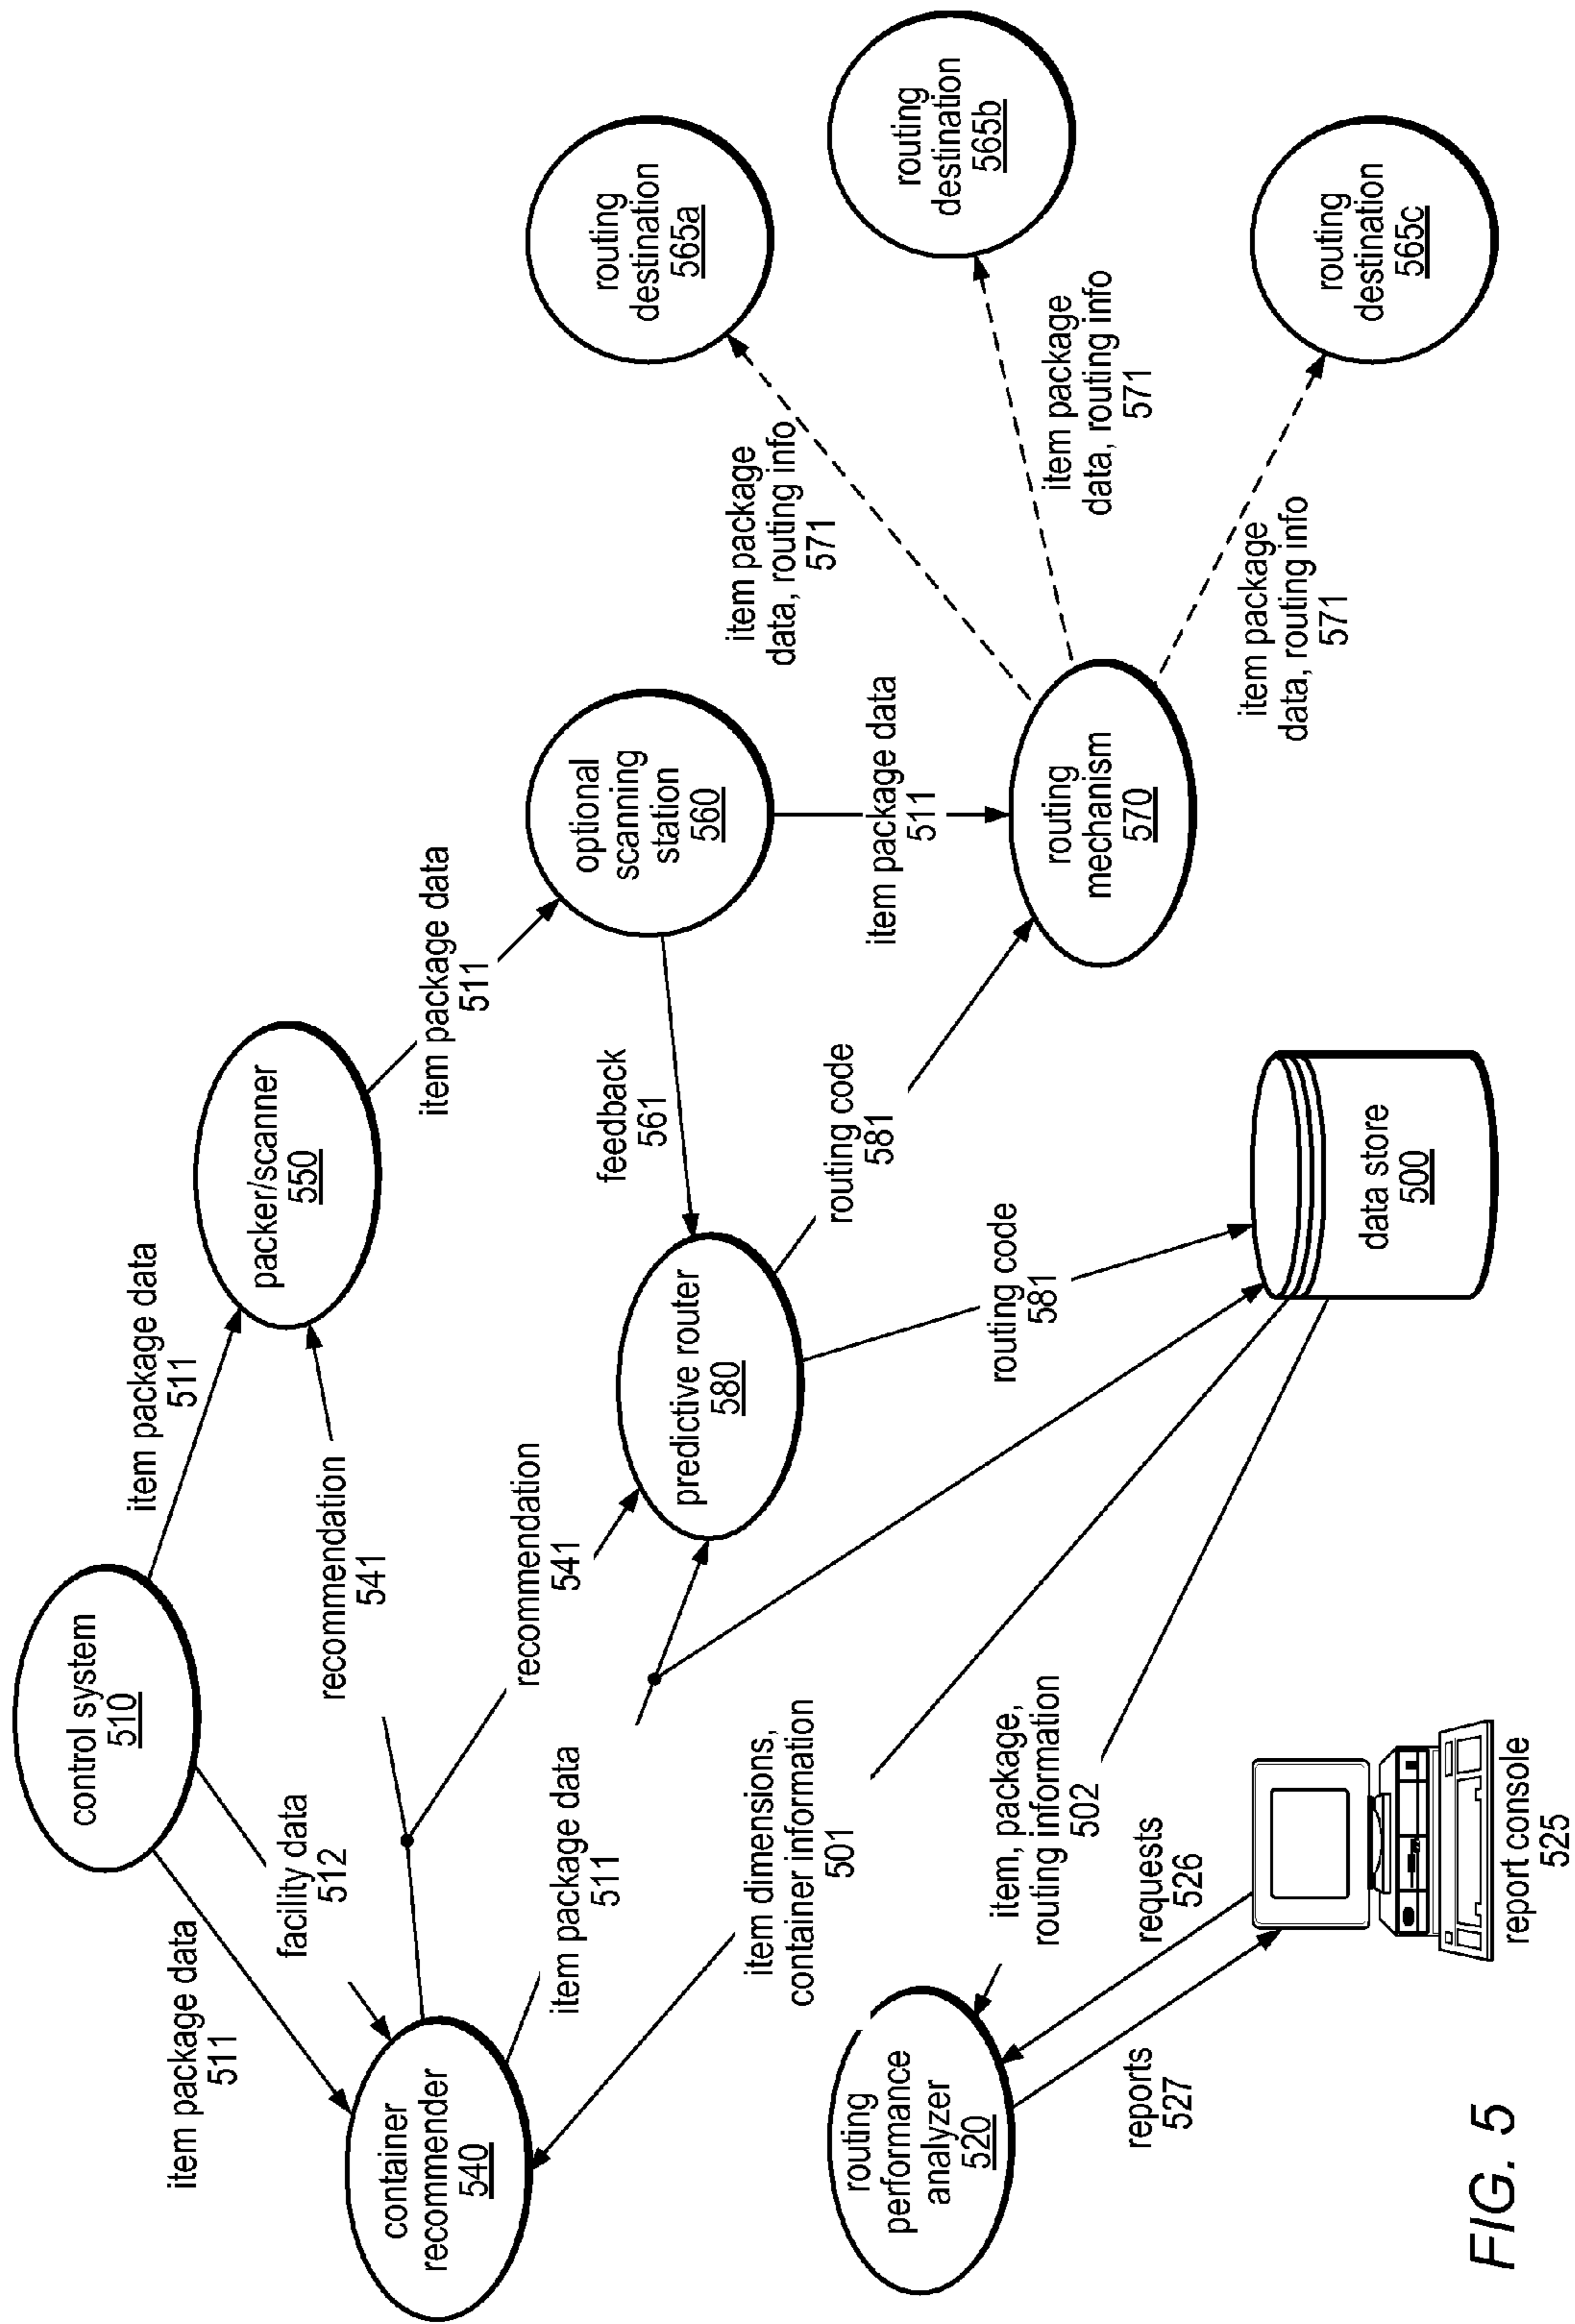 control system
510
item package data
511
facility data
512
item package data
511
container
recommender
540
recommendation
541
packer/scanner
550
item package data
511
recommendation
541
item package data
511
predictive router
580
feedback
561
optional
scanning
station
560
item package data
511
routing code
581
routing code
581
routing
mechanism
570
item package
data, routing info
571
item package
data, routing info
571
item package
data, routing info
571
routing
destination
565a
routing
destination
565b
routing
destination
565c
item dimensions,
container information
501
item, package,
routing information
502
routing
performance
analyzer
520
requests
526
reports
527
data store
500
report console
525
FIG. 5